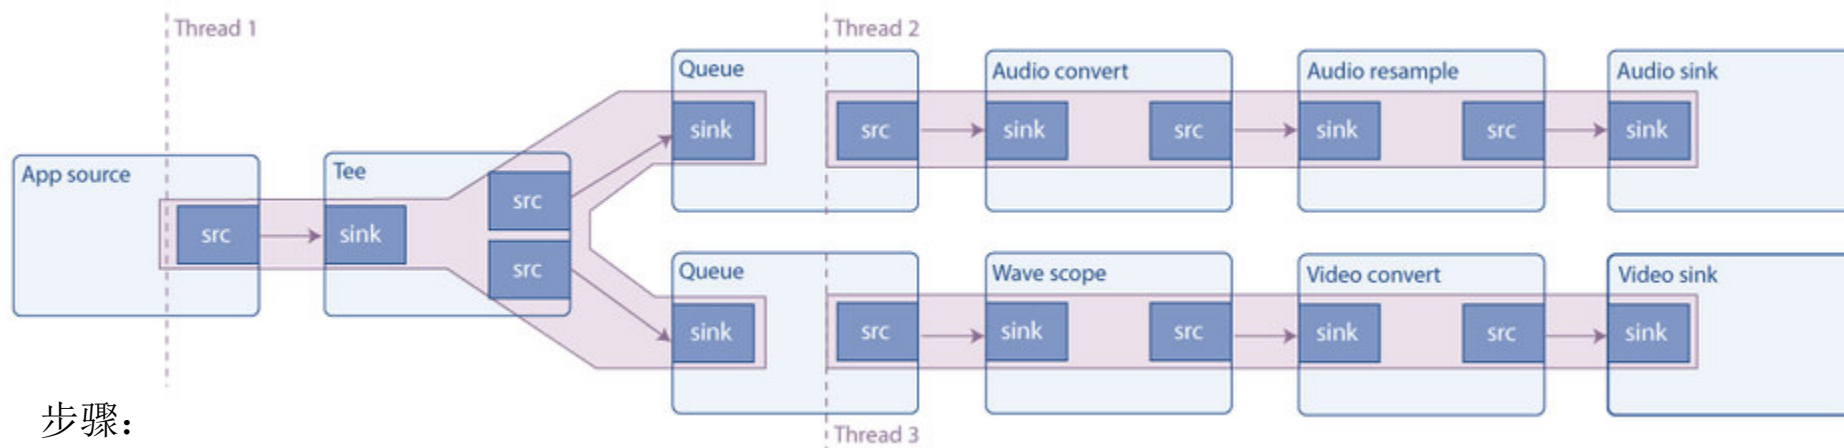 Thread 1
Thread 2
Queue
Audio convert
Audio resample
Audio sink
sink
src
sink
src
sink
src
sink
App source
Tee
src
src
sink
src
Queue
Wave scope
Video convert
Video sink
sink
src
sink
src
sink
src
sink
步骤：
Thread 3